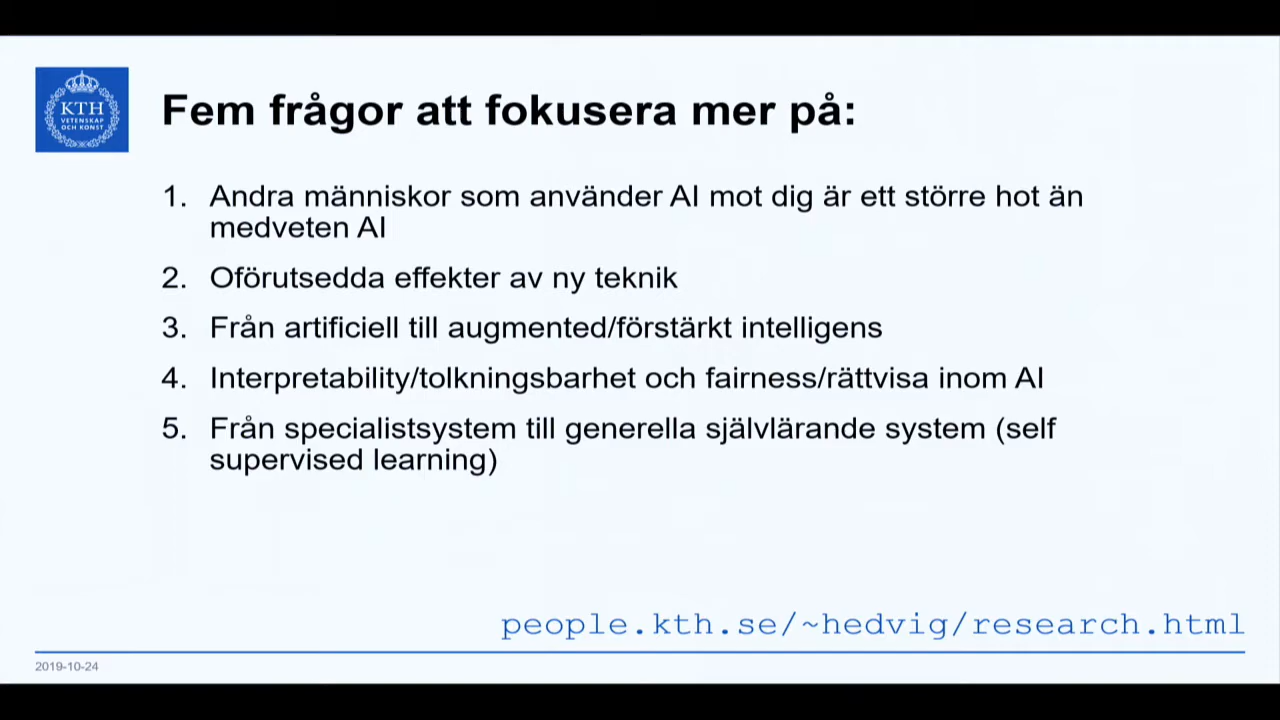 KTH
VETENSKAP
OCH KONST
Fem frågor att fokusera mer på:
1. Andra människor som använder AI mot dig är ett större hot än
medveten AI
2. Oförutsedda effekter av ny teknik
3. Från artificiell till augmented/förstärkt intelligens
4. Interpretability/tolkningsbarhet och fairness/rättvisa inom AI
5. Från specialistsystem till generella självlärande system (self
supervised learning)
people.kth.se/~hedvig/research.html
2019-10-24